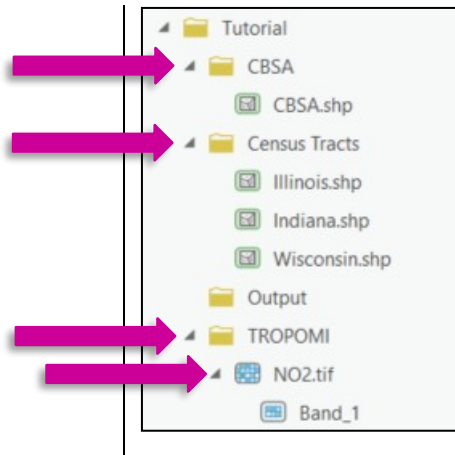 Tutorial
CBSA
CBSA.shp
Census Tracts
Illinois.shp
Indiana.shp
Wisconsin.shp
Output
TROPOMI
NO2.tif
Band_1